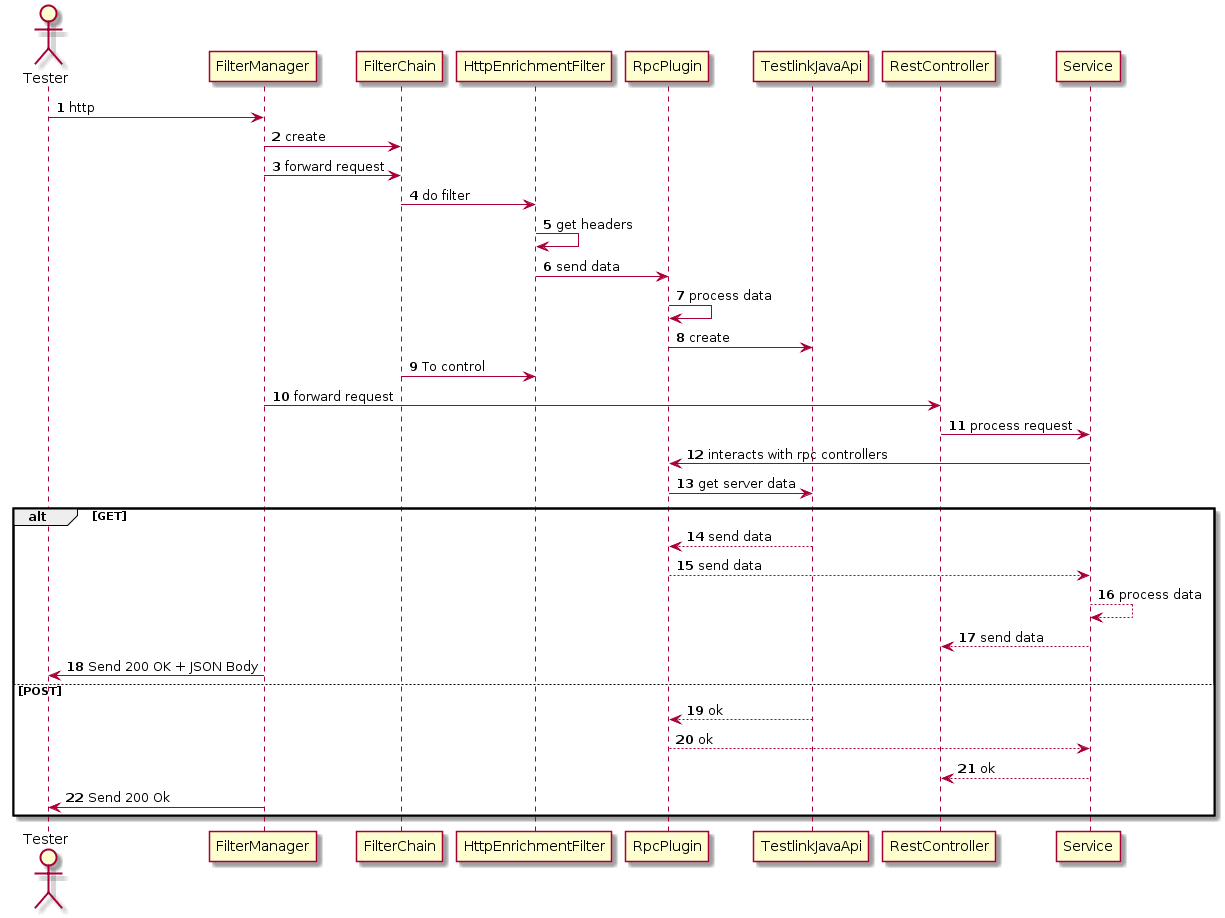 Tester
FilterManager
FilterChain
HttpEnrichmentFilter
RpcPlugin
TestlinkJavaApi
RestController
Service
1 http
2 create
3 forward request
4 do filter
5 get headers
6 send data
7 process data
8 create
9 To control
10 forward request
11 process request
12 interacts with rpc controllers
13 get server data
alt [GET]
14 send data
15 send data
16 process data
17 send data
18 Send 200 OK + JSON Body
[POST]
19 ok
20 ok
21 ok
22 Send 200 Ok
Tester
FilterManager
FilterChain
HttpEnrichmentFilter
RpcPlugin
TestlinkJavaApi
RestController
Service